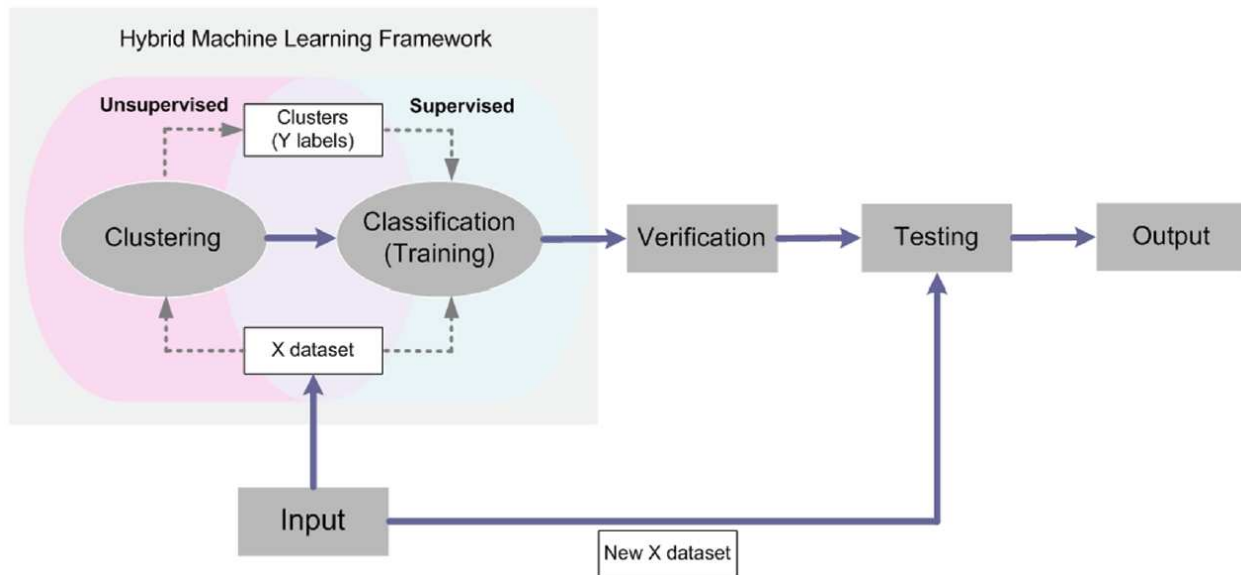 Hybrid Machine Learning Framework
Unsupervised
Supervised
Clusters
(Y labels)
Clustering
Classification
(Training)
Verification
Testing
Output
X dataset
Input
New X dataset